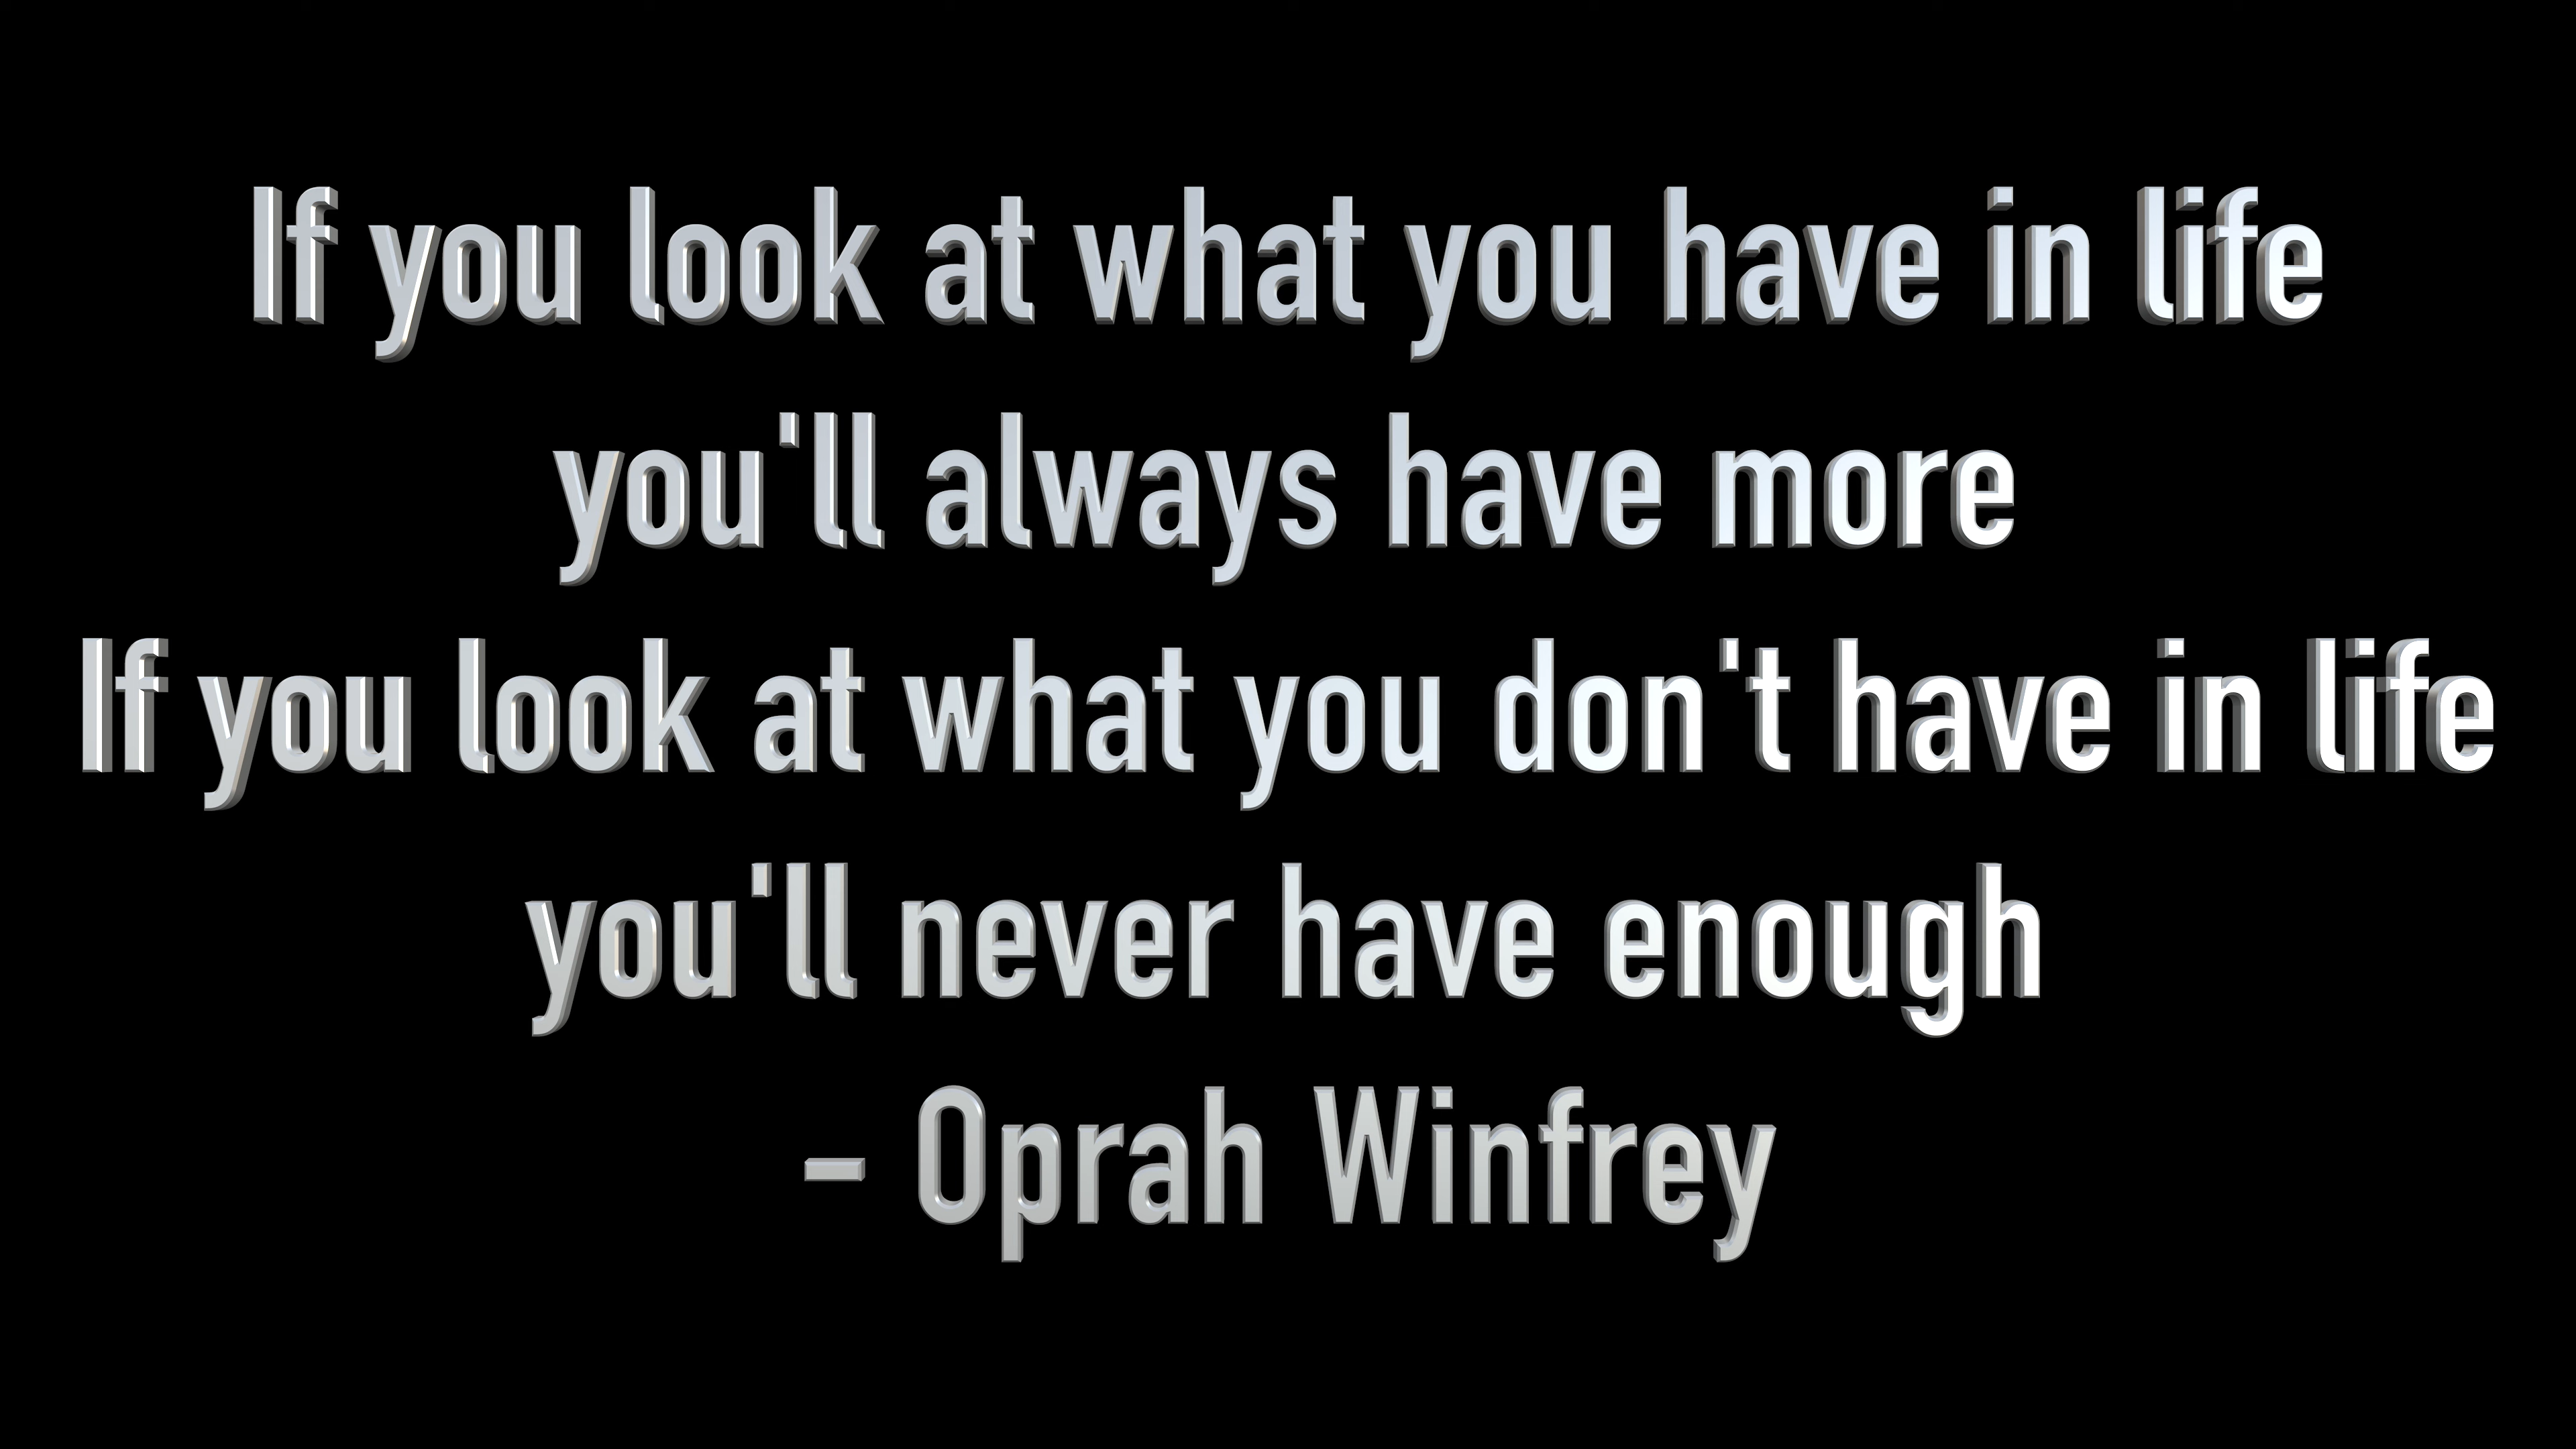 If you look at what you have in life
you'll always have more
If you look at what you don't have in life
you'll never have enough
– Oprah Winfrey